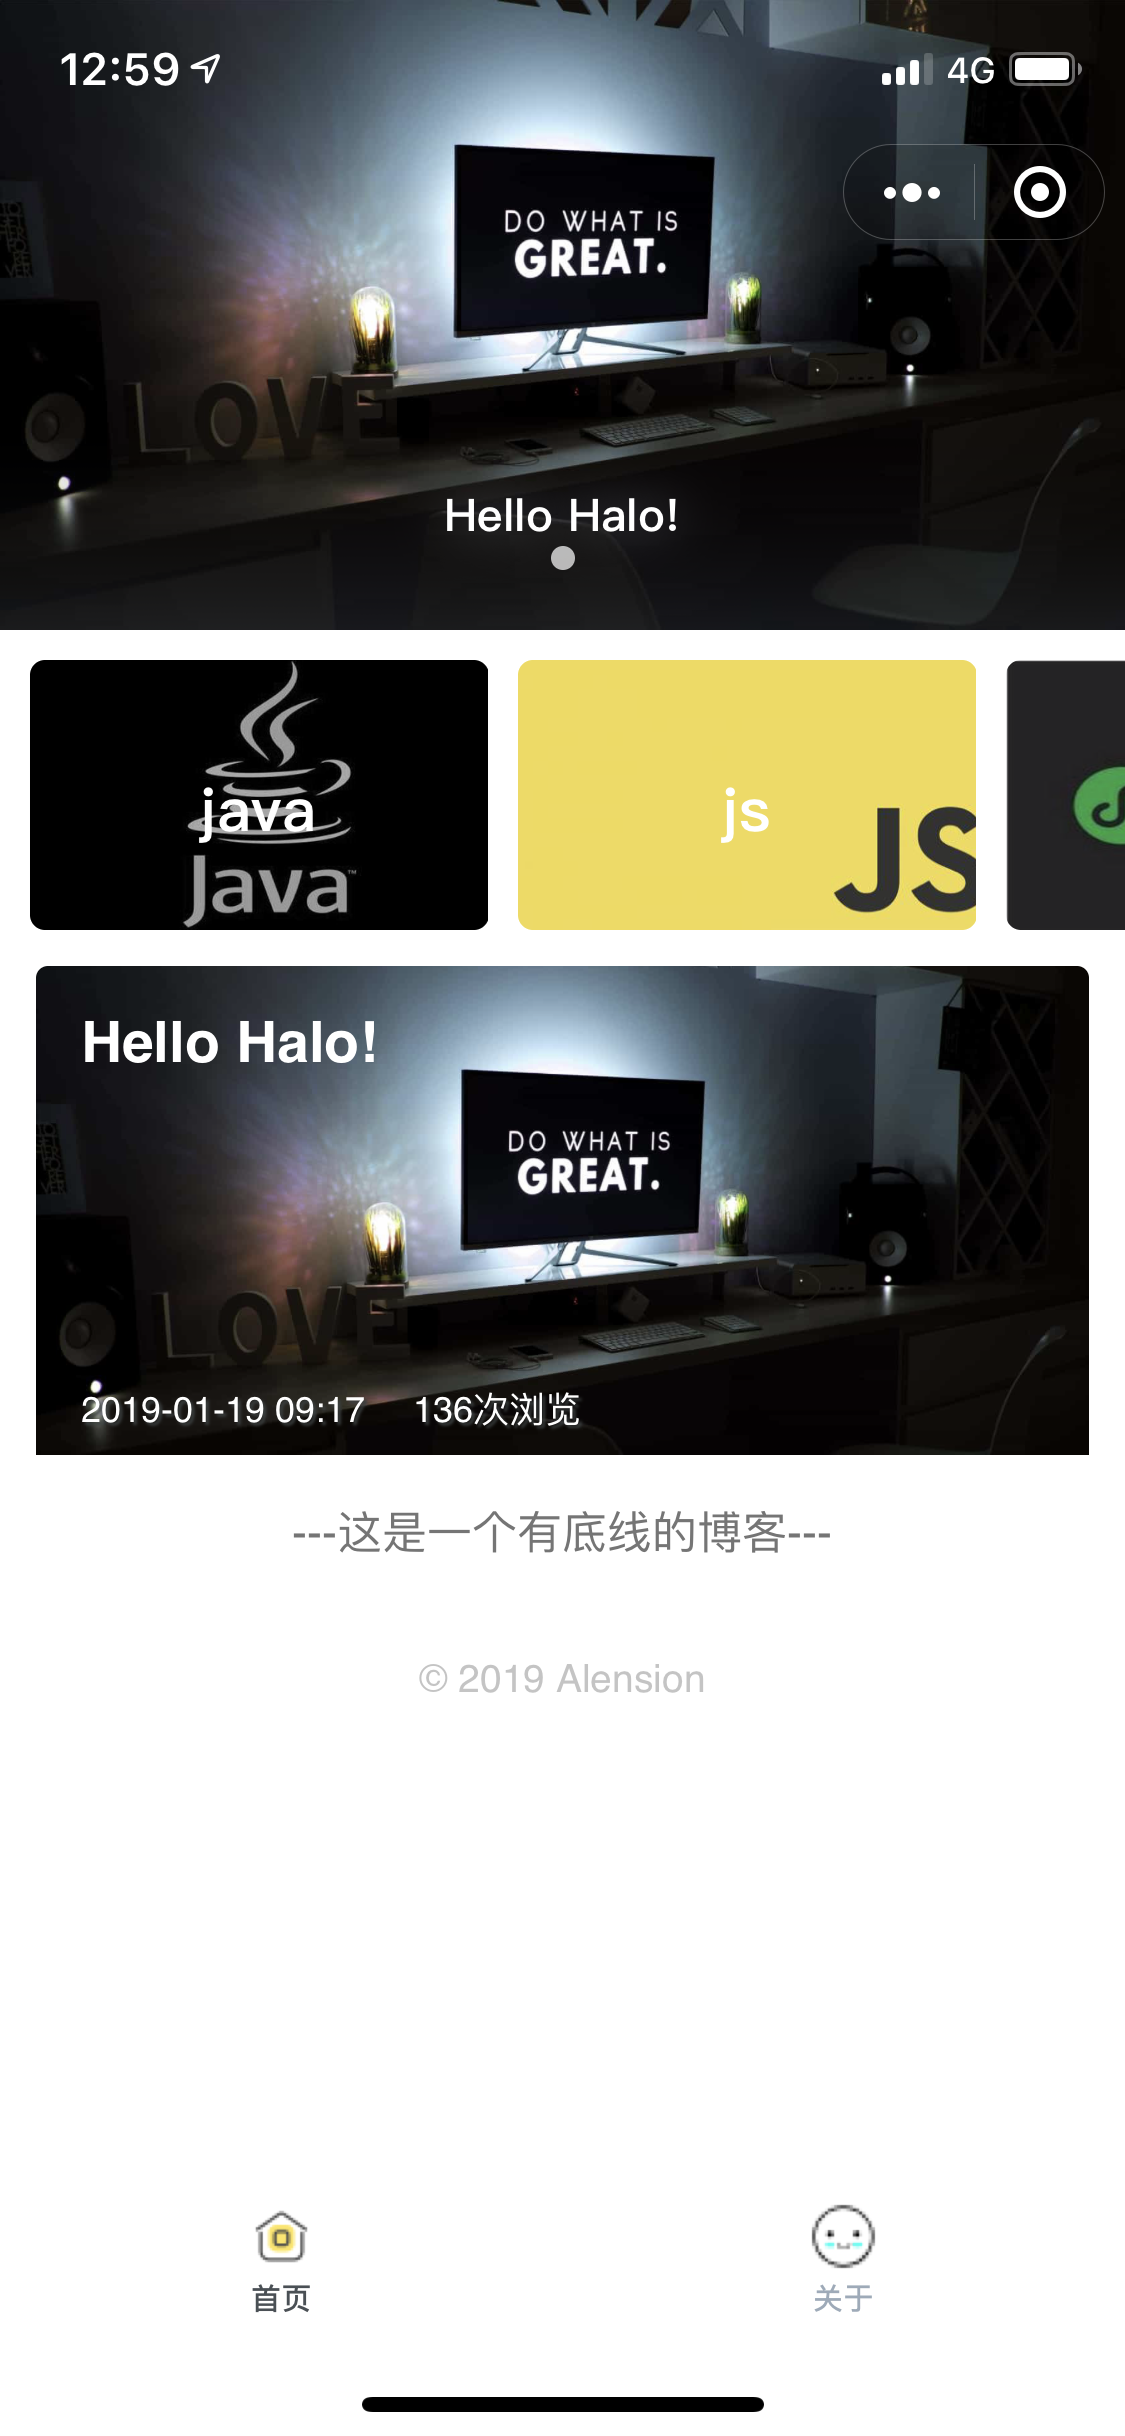 12:59
4G
DO WHAT IS
GREAT.
LOVE
Hello Halo!
java
Java™
js
JS
Hello Halo!
DO WHAT IS
GREAT.
LOVE
2019-01-19 09:17 136次浏览
---这是一个有底线的博客---
© 2019 Alension
首页
关于